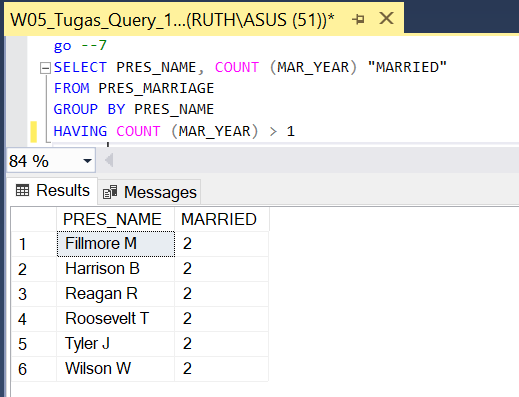 W05_Tugas_Query_1...(RUTH\ASUS (51))*
go --7
SELECT PRES_NAME, COUNT (MAR_YEAR) "MARRIED"
FROM PRES_MARRIAGE
GROUP BY PRES_NAME
HAVING COUNT (MAR_YEAR) > 1
84 %
Results Messages
PRES_NAME MARRIED
1 Fillmore M 2
2 Harrison B 2
3 Reagan R 2
4 Roosevelt T 2
5 Tyler J 2
6 Wilson W 2